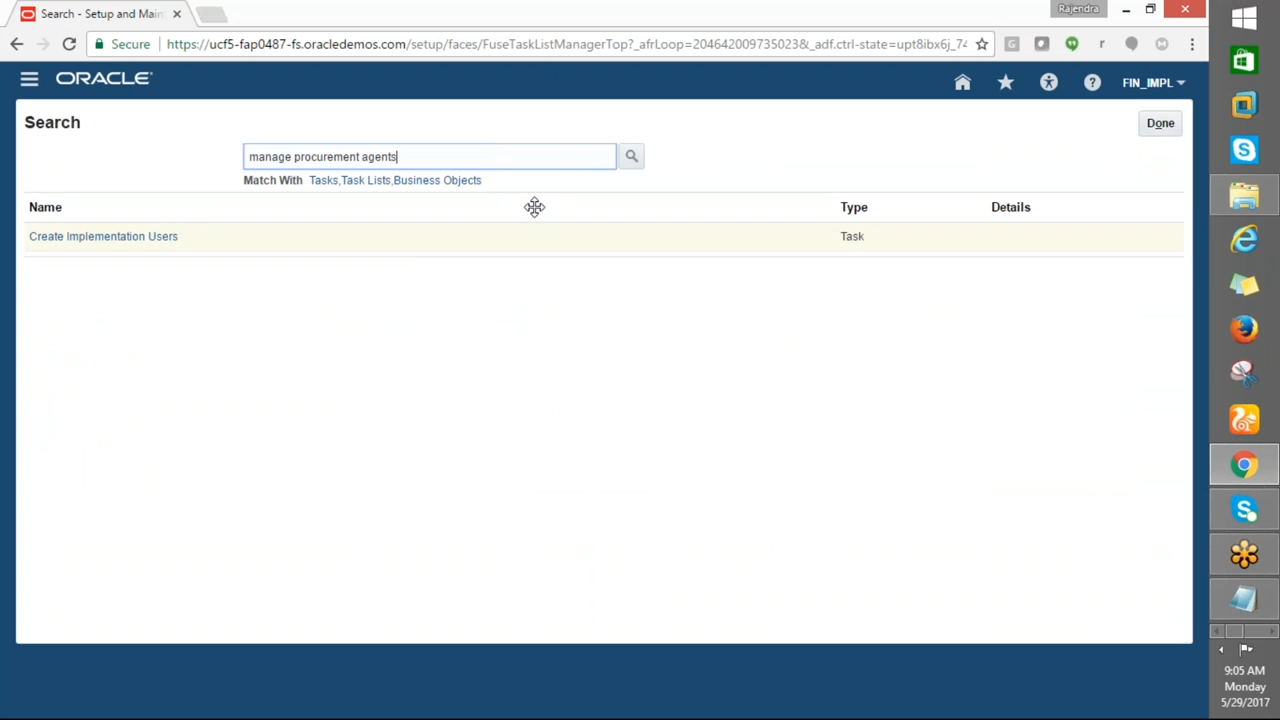 Search - Setup and Main
Rajendra
Secure
https://ucf5-fap0487-fs.oracledemos.com/setup/faces/FuseTaskListManagerTop?_afrLoop=2046420097350238&_adf.ctrl-state=upt8ibx6j_74
ORACLE
FIN_IMPL
Search
Done
manage procurement agents
Match With Tasks,Task Lists,Business Objects
Name Type Details
Create Implementation Users Task
9:05 AM
Monday
5/29/2017